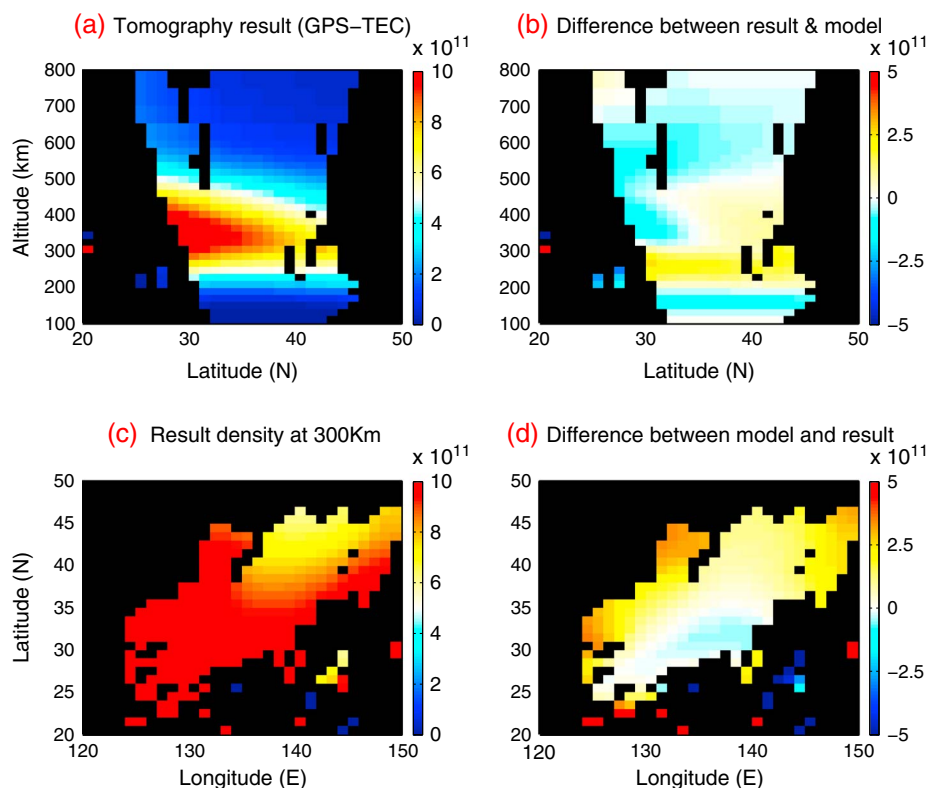 (a) Tomography result (GPS-TEC)
x 10^11
800
700
600
500
400
300
200
100
Altitude (km)
20 30 40 50
Latitude (N)
10
8
6
4
2
0
(b) Difference between result & model
x 10^11
800
700
600
500
400
300
200
100
20 30 40 50
Latitude (N)
5
2.5
0
-2.5
-5
(c) Result density at 300Km
x 10^11
50
45
40
35
30
25
20
Latitude (N)
120 130 140 150
Longitude (E)
10
8
6
4
2
0
(d) Difference between model and result
x 10^11
50
45
40
35
30
25
20
120 130 140 150
Longitude (E)
5
2.5
0
-2.5
-5